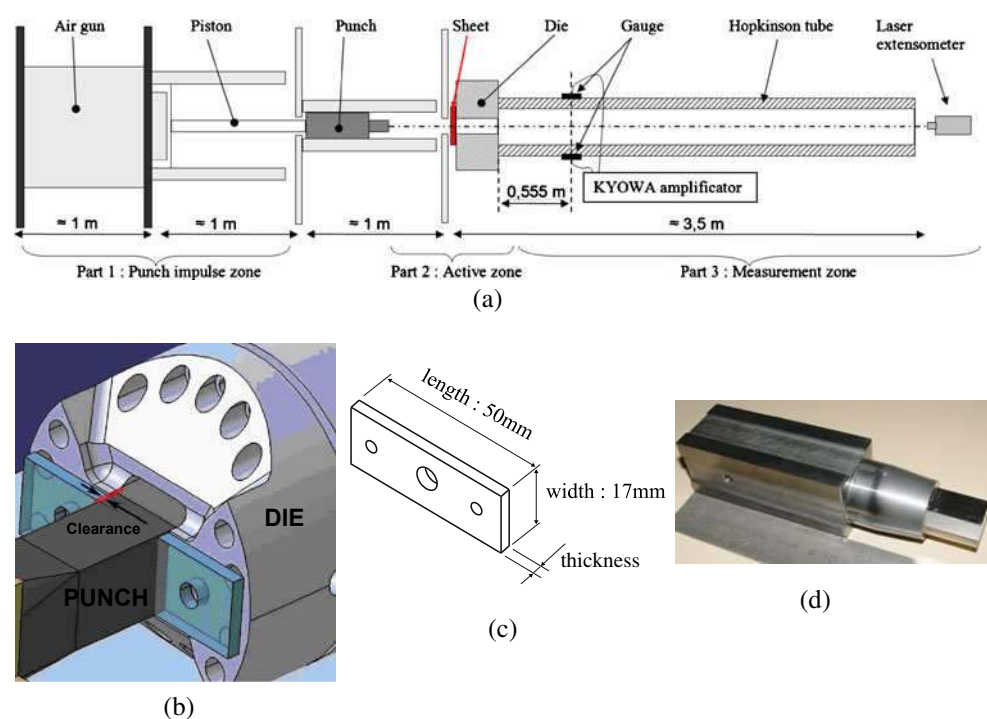 Air gun Piston Punch Sheet Die Gauge Hopkinson tube Laser
extensometer
KYOWA amplificator
0,555 m
≈ 1 m ≈ 1 m ≈ 1 m ≈ 3,5 m
Part 1 : Punch impulse zone Part 2 : Active zone Part 3 : Measurement zone
(a)
Clearance
DIE
PUNCH
(b)
length : 50mm
width : 17mm
thickness
(c)
(d)